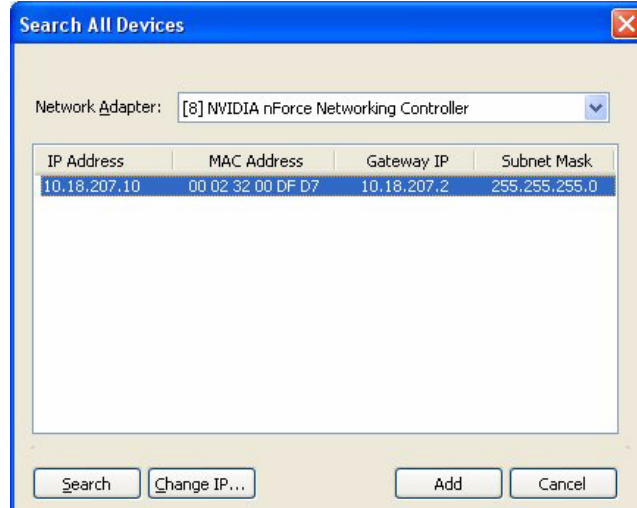 Search All Devices
Network Adapter: [8] NVIDIA nForce Networking Controller
IP Address MAC Address Gateway IP Subnet Mask
10.18.207.10 00 02 32 00 DF D7 10.18.207.2 255.255.255.0
Search Change IP... Add Cancel